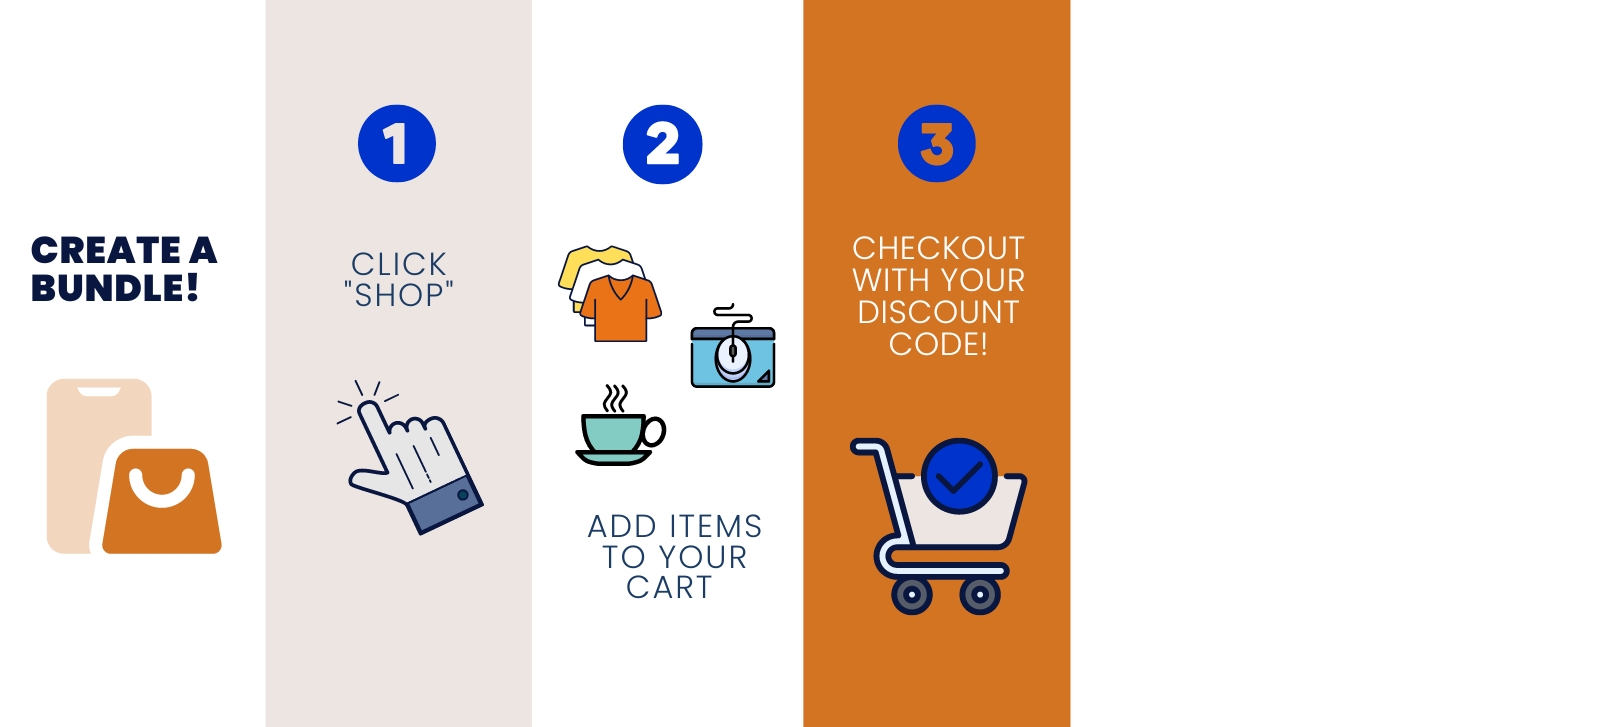 CREATE A
BUNDLE!
1
CLICK
"SHOP"
2
ADD ITEMS
TO YOUR
CART
3
CHECKOUT
WITH YOUR
DISCOUNT
CODE!